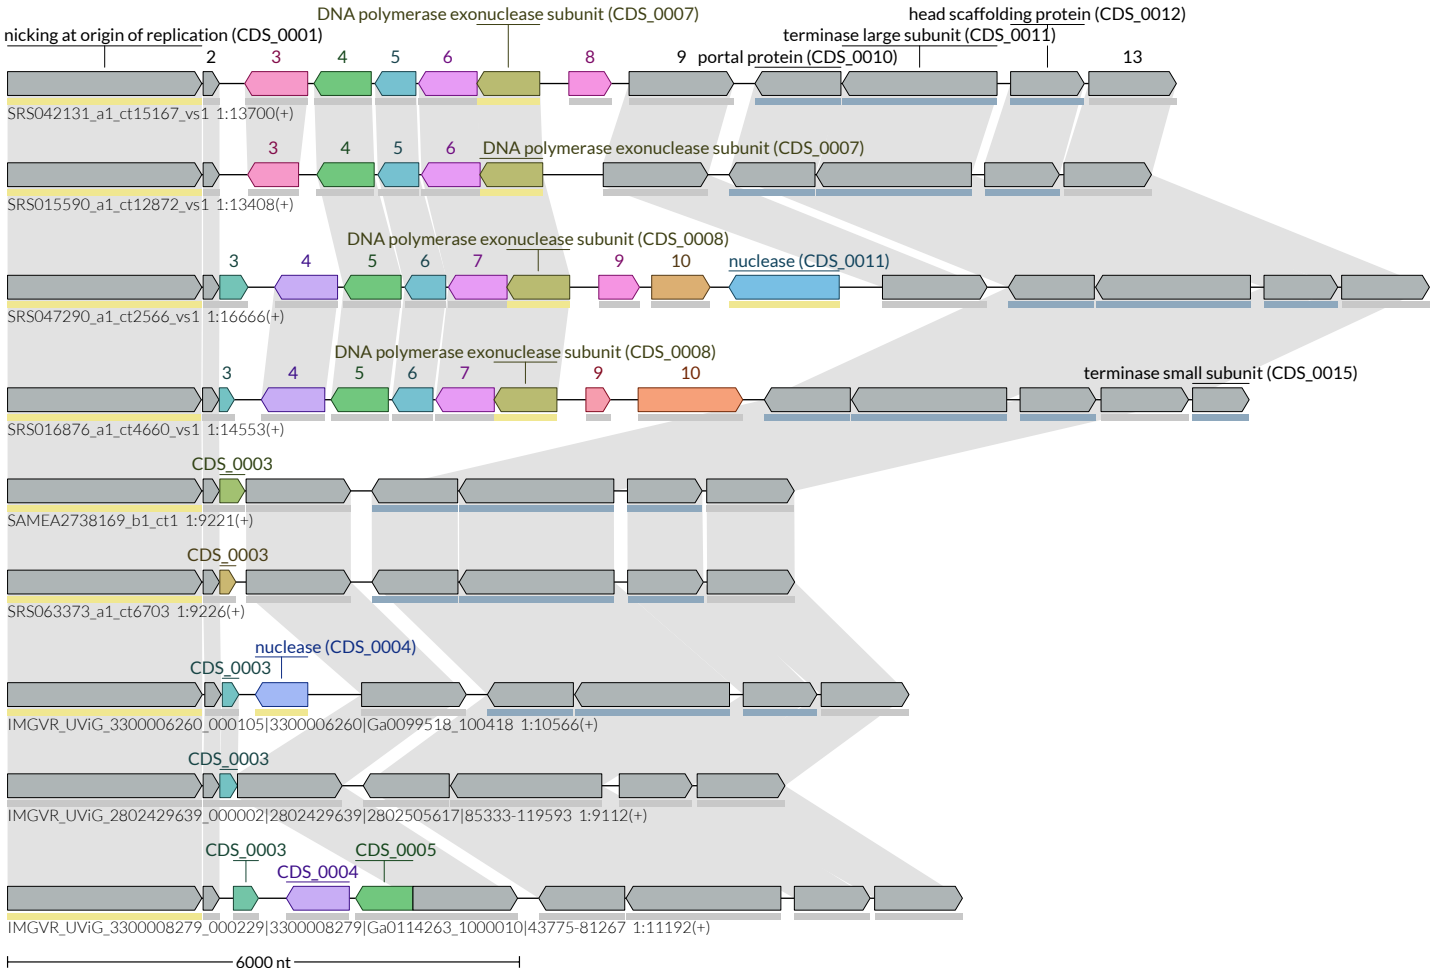 DNA polymerase exonuclease subunit (CDS_0007)
head scaffolding protein (CDS_0012)
nicking at origin of replication (CDS_0001)
terminase large subunit (CDS_0011)
2 3 4 5 6 8 9 portal protein (CDS_0010) 13
SRS042131_a1_ct15167_vs1 1:13700(+)
3 4 5 6 DNA polymerase exonuclease subunit (CDS_0007)
SRS015590_a1_ct12872_vs1 1:13408(+)
DNA polymerase exonuclease subunit (CDS_0008)
3 4 5 6 7 9 10 nuclease (CDS_0011)
SRS047290_a1_ct2566_vs1 1:16666(+)
DNA polymerase exonuclease subunit (CDS_0008)
3 4 5 6 7 9 10 terminase small subunit (CDS_0015)
SRS016876_a1_ct4660_vs1 1:14553(+)
CDS_0003
SAMEA2738169_b1_ct1 1:9221(+)
CDS_0003
SRS063373_a1_ct6703 1:9226(+)
nuclease (CDS_0004)
CDS_0003
IMGVR_UViG_3300006260_000105|3300006260|Ga0099518_100418 1:10566(+)
CDS_0003
IMGVR_UViG_2802429639_000002|2802429639|2802505617|85333-119593 1:9112(+)
CDS_0003 CDS_0005
CDS_0004
IMGVR_UViG_3300008279_000229|3300008279|Ga0114263_1000010|43775-81267 1:11192(+)
6000 nt